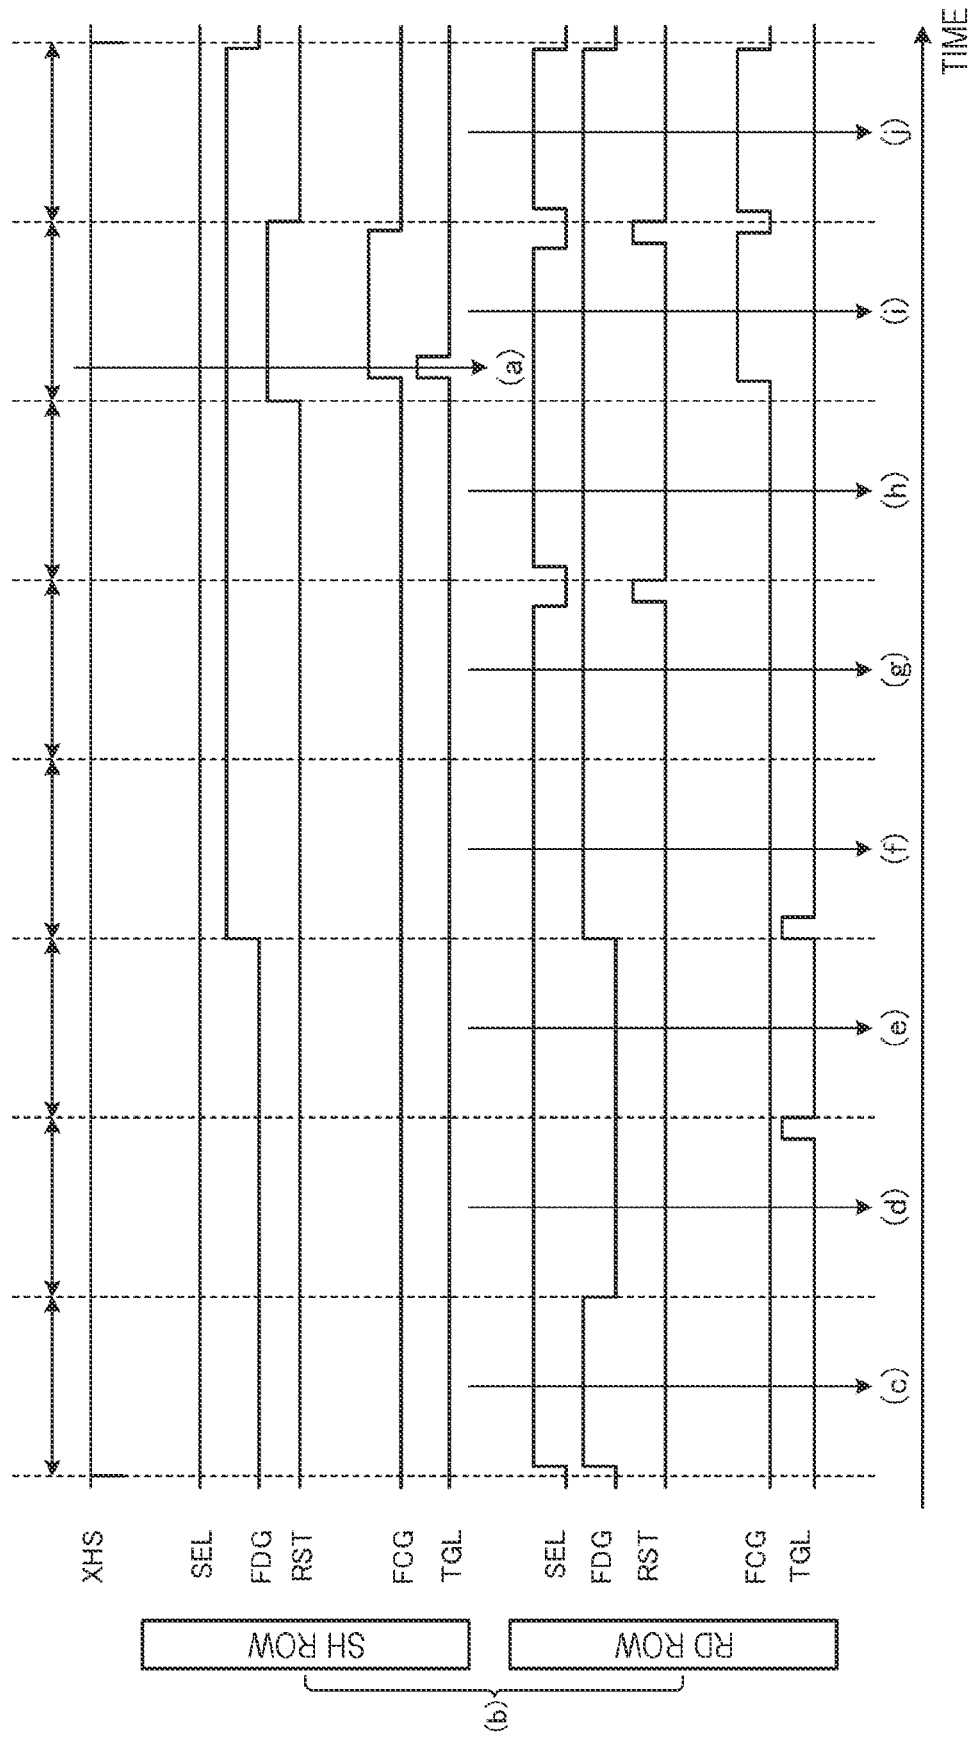 XHS
SH ROW
SEL
FDG
RST
FCG
TGL
(a)
(b)
RD ROW
SEL
FDG
RST
FCG
TGL
(c)
(d)
(e)
(f)
(g)
(h)
(i)
(j)
TIME